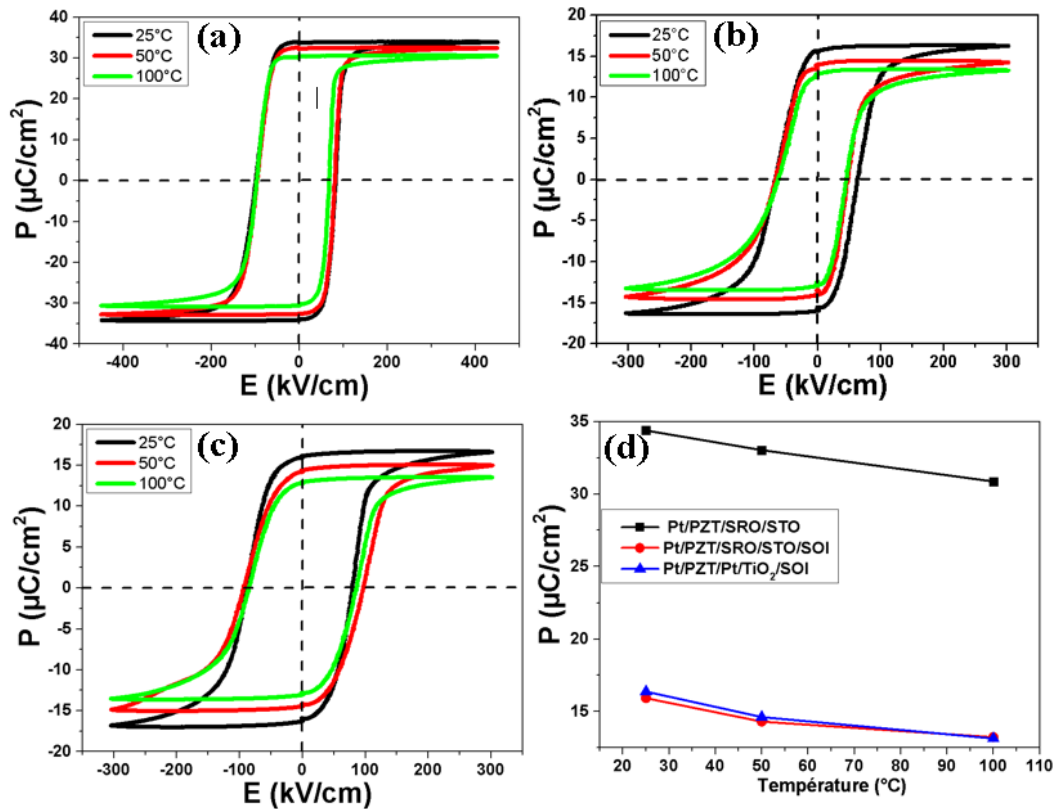 (a)
25°C
50°C
100°C
P (µC/cm²)
40
30
20
10
0
-10
-20
-30
-40
-400
-200
0
200
400
E (kV/cm)
(b)
25°C
50°C
100°C
P (µC/cm²)
20
15
10
5
0
-5
-10
-15
-20
-300
-200
-100
0
100
200
300
E (kV/cm)
(c)
25°C
50°C
100°C
P (µC/cm²)
20
15
10
5
0
-5
-10
-15
-20
-300
-200
-100
0
100
200
300
E (kV/cm)
(d)
Pt/PZT/SRO/STO
Pt/PZT/SRO/STO/SOI
Pt/PZT/Pt/TiO₂/SOI
P (µC/cm²)
35
30
25
20
15
20
30
40
50
60
70
80
90
100
110
Température (°C)